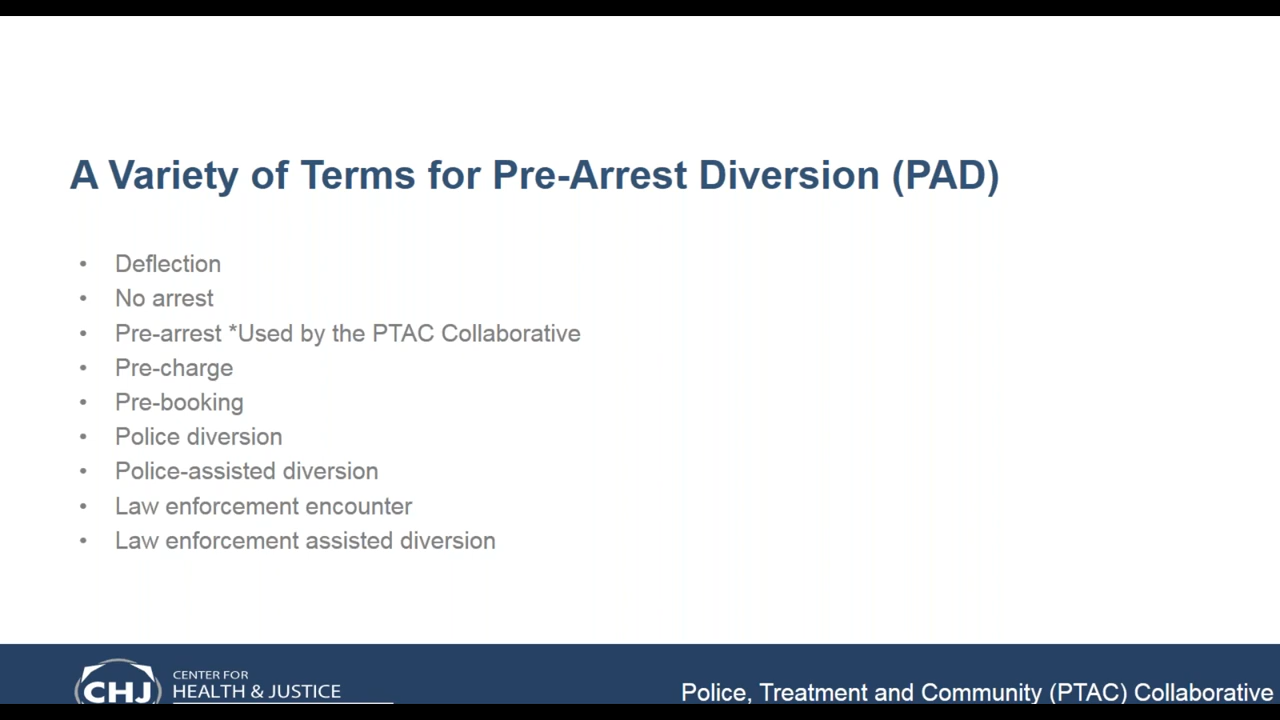 A Variety of Terms for Pre-Arrest Diversion (PAD)
• Deflection
• No arrest
• Pre-arrest *Used by the PTAC Collaborative
• Pre-charge
• Pre-booking
• Police diversion
• Police-assisted diversion
• Law enforcement encounter
• Law enforcement assisted diversion
CHJ
CENTER FOR
HEALTH & JUSTICE
Police, Treatment and Community (PTAC) Collaborative